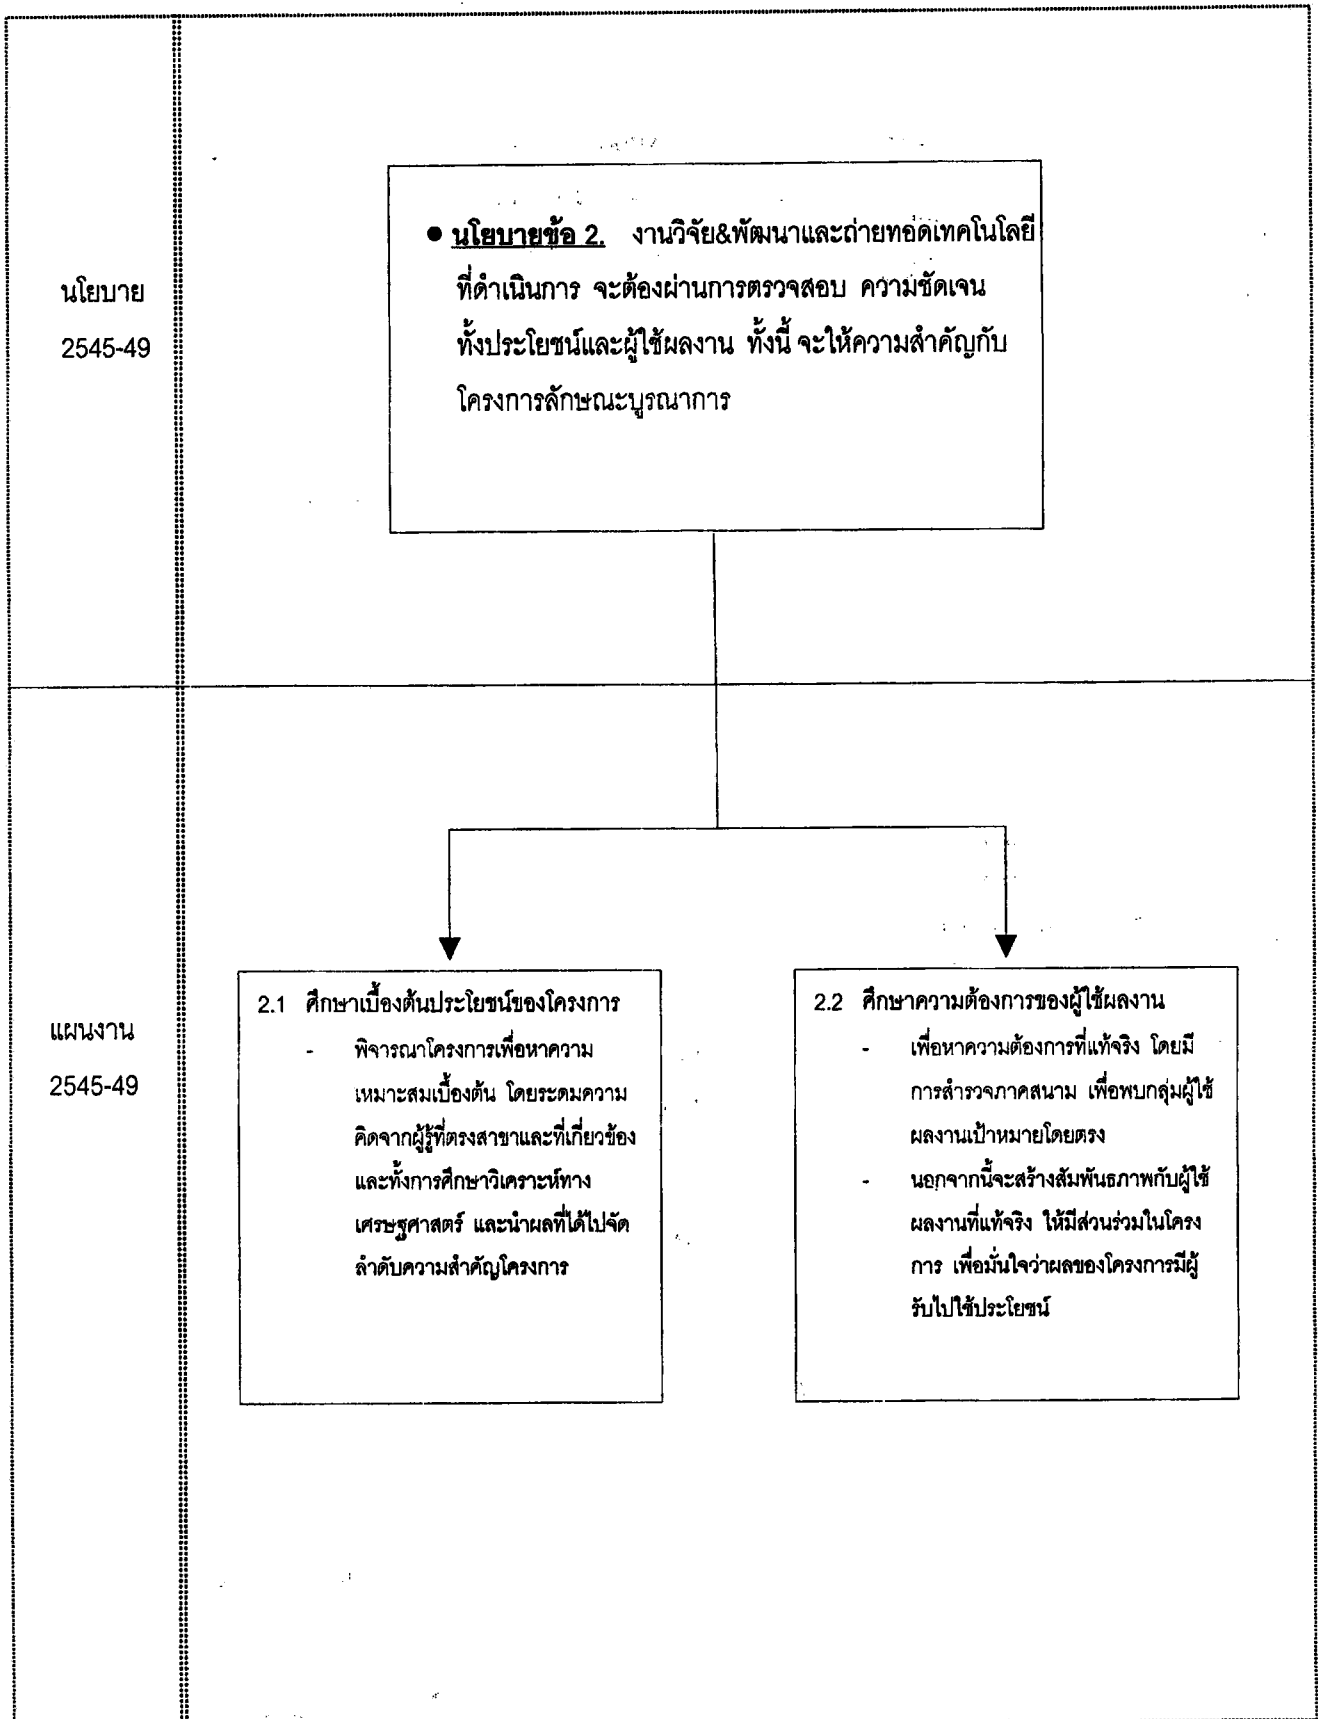 นโยบาย
2545-49
● นโยบายข้อ 2. งานวิจัย&พัฒนาและถ่ายทอดเทคโนโลยี
ที่ดำเนินการ จะต้องผ่านการตรวจสอบ ความชัดเจน
ทั้งประโยชน์และผู้ใช้ผลงาน ทั้งนี้ จะให้ความสำคัญกับ
โครงการลักษณะบูรณาการ
แผนงาน
2545-49
2.1 ศึกษาเบื้องต้นประโยชน์ของโครงการ
- พิจารณาโครงการเพื่อหาความ
เหมาะสมเบื้องต้น โดยระดมความ
คิดจากผู้รู้ที่ตรงสาขาและที่เกี่ยวข้อง
และทั้งการศึกษาวิเคราะห์ทาง
เศรษฐศาสตร์ และนำผลที่ได้ไปจัด
ลำดับความสำคัญโครงการ
2.2 ศึกษาความต้องการของผู้ใช้ผลงาน
- เพื่อหาความต้องการที่แท้จริง โดยมี
การสำรวจภาคสนาม เพื่อพบกลุ่มผู้ใช้
ผลงานเป้าหมายโดยตรง
- นอกจากนี้จะสร้างสัมพันธภาพกับผู้ใช้
ผลงานที่แท้จริง ให้มีส่วนร่วมในโครง
การ เพื่อมั่นใจว่าผลของโครงการมีผู้
รับไปใช้ประโยชน์